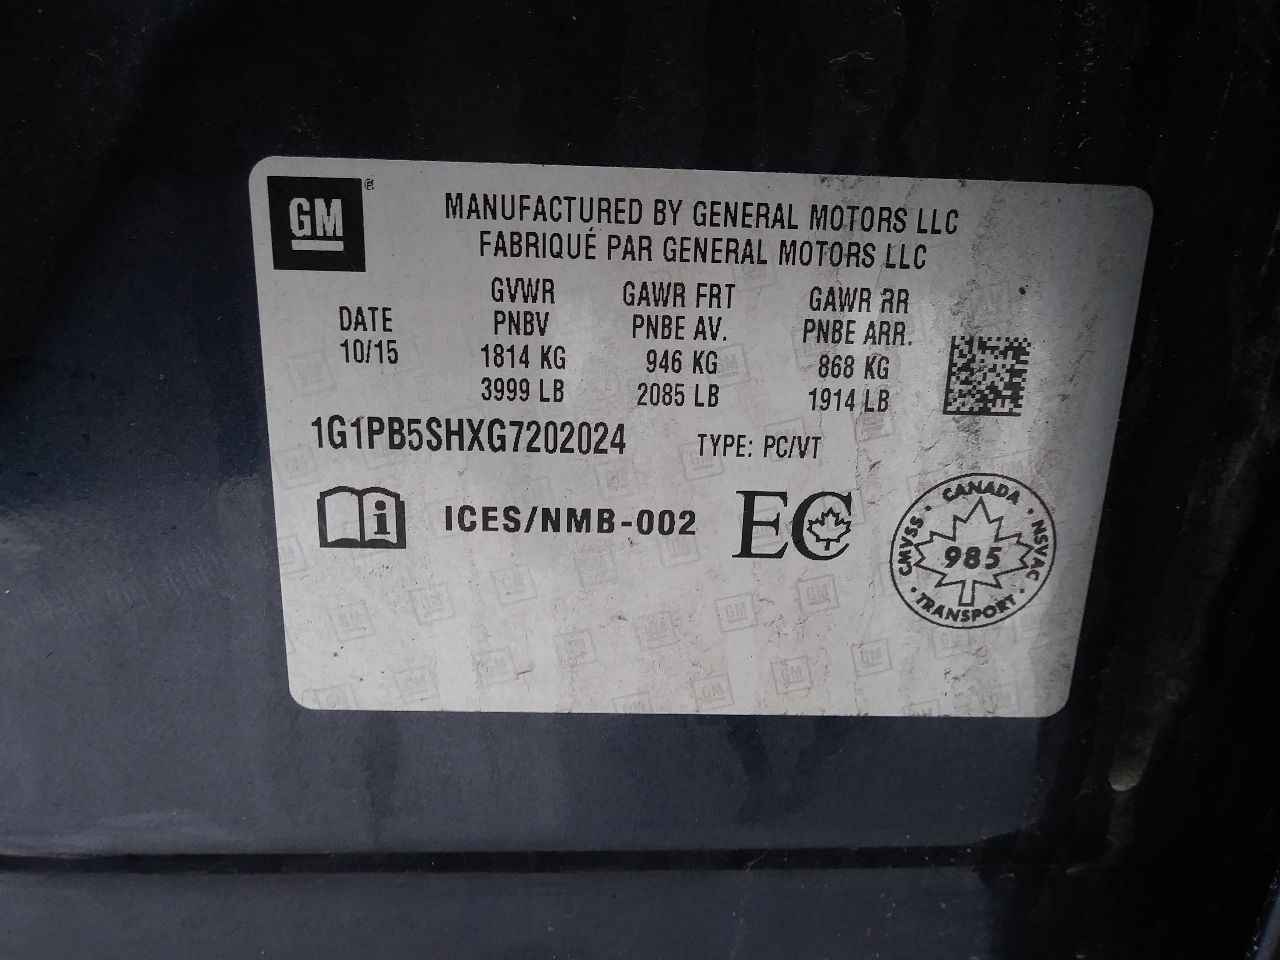 GM
MANUFACTURED BY GENERAL MOTORS LLC
FABRIQUÉ PAR GENERAL MOTORS LLC
DATE
10/15
GVWR
PNBV
1814 KG
3999 LB
GAWR FRT
PNBE AV.
946 KG
2085 LB
GAWR RR
PNBE ARR.
868 KG
1914 LB
1G1PB5SHXG7202024
TYPE: PC/VT
ICES/NMB-002
EC
CANADA
CMVSS
NSVAC
985
TRANSPORT